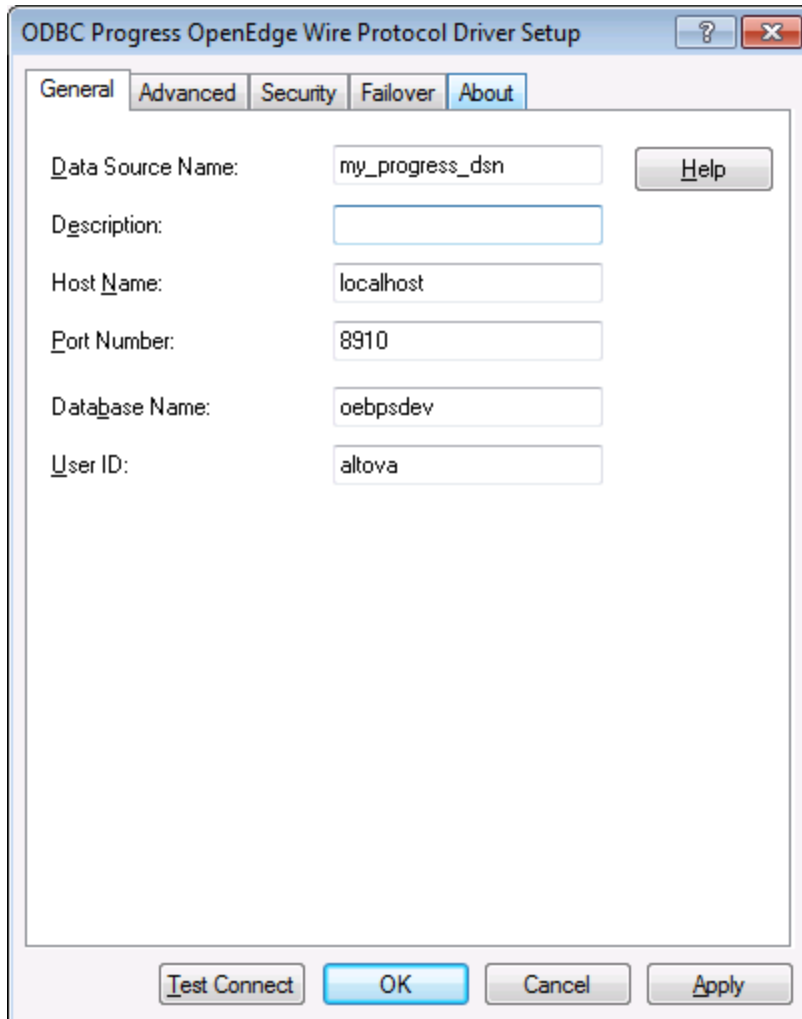 ODBC Progress OpenEdge Wire Protocol Driver Setup
General Advanced Security Failover About
Data Source Name: my_progress_dsn Help
Description:
Host Name: localhost
Port Number: 8910
Database Name: oebpsdev
User ID: altova
Test Connect OK Cancel Apply